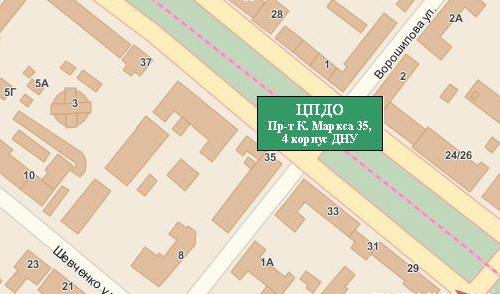 28
2А
Ворошилова ул.
37
1
2
5А
5Г
3
ЦПДО
Пр-т К. Маркса 35,
4 корпус ДНУ
35
24/26
10
33
Шевченко у
8
31
23
1А
29
21